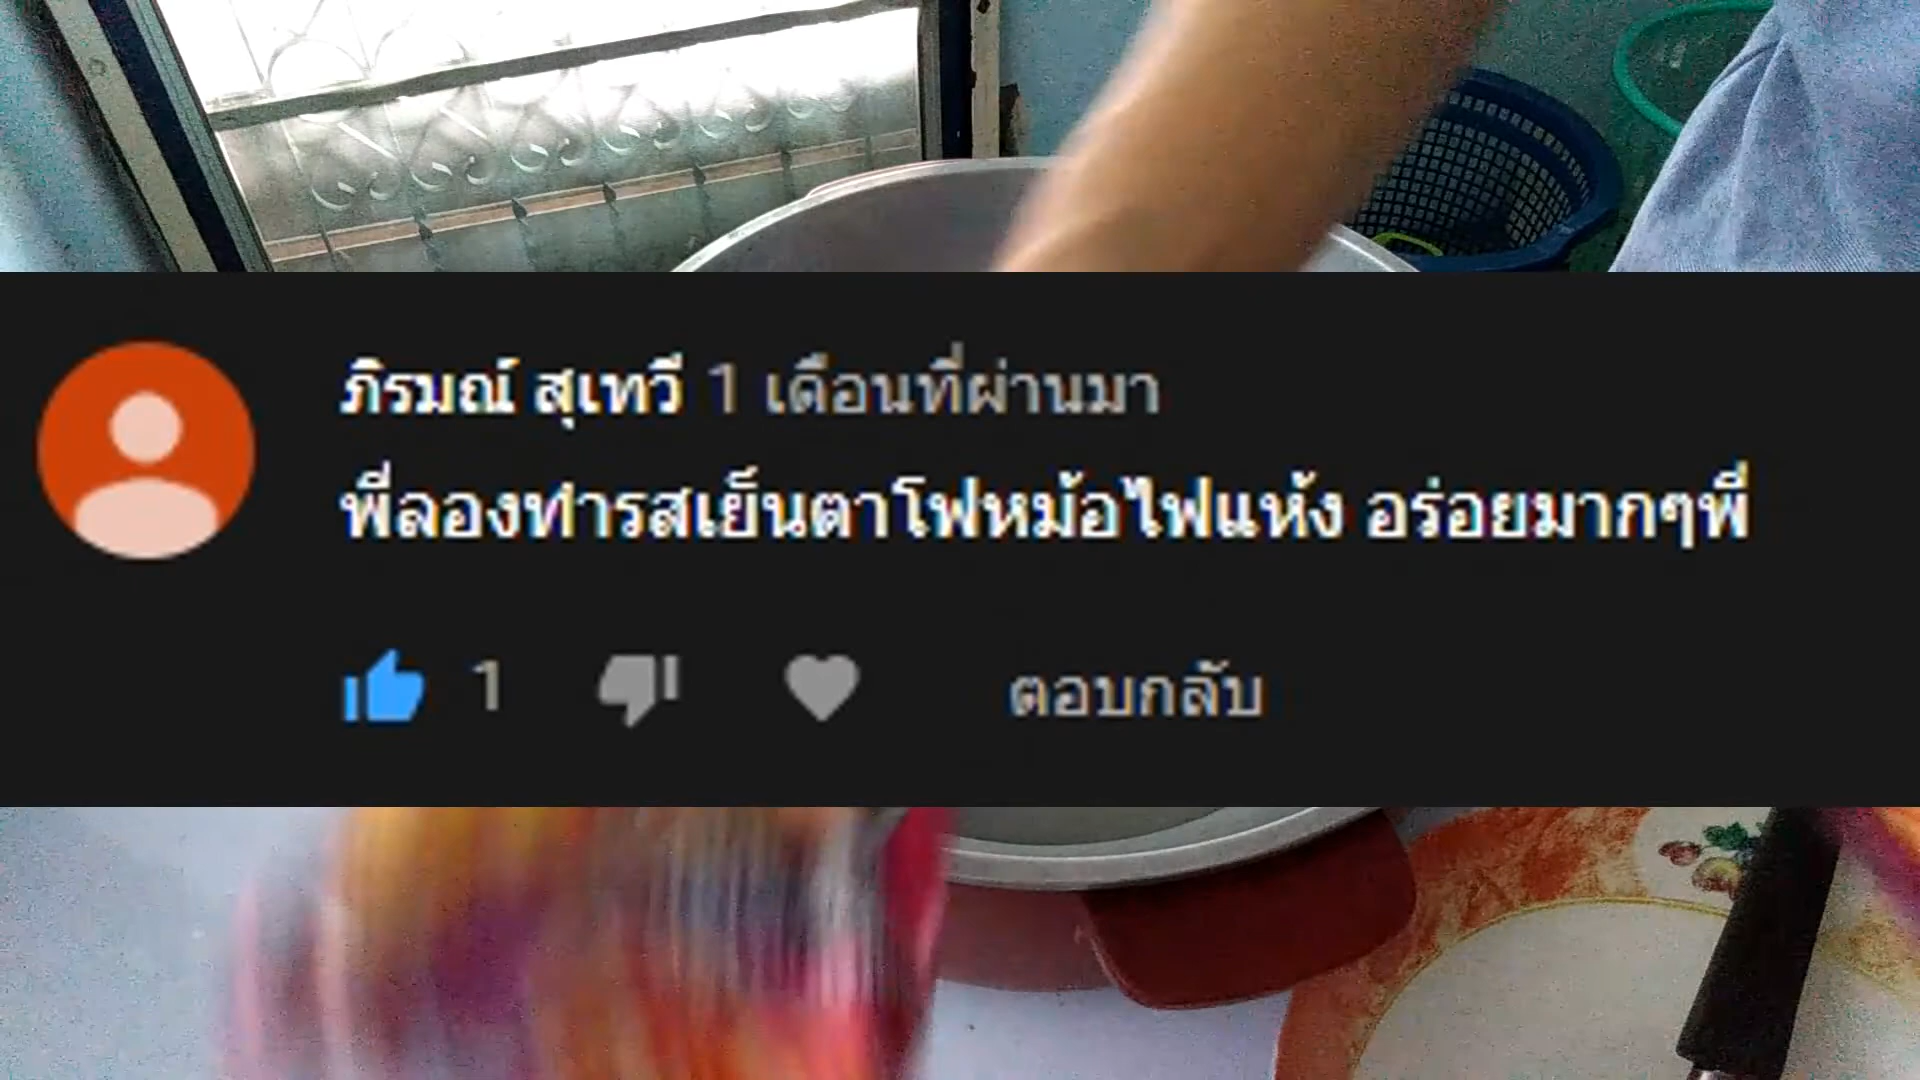 ภิรมณ์ สุเทวี 1 เดือนที่ผ่านมา
พี่ลองทำรสเย็นตาโฟหม้อไฟแห้ง อร่อยมากๆพี่
1 ตอบกลับ